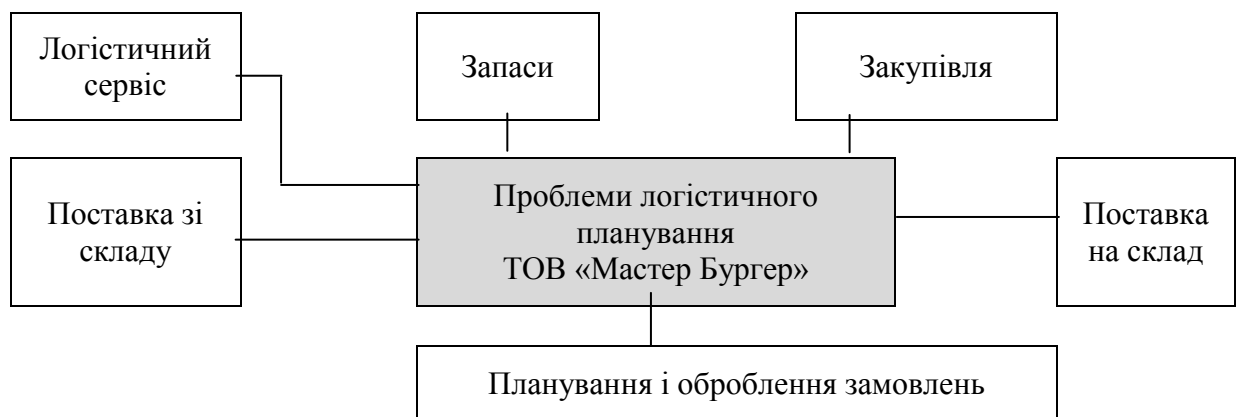 Логістичний
сервіс
Запаси
Закупівля
Поставка зі
складу
Проблеми логістичного
планування
ТОВ «Мастер Бургер»
Поставка
на склад
Планування і оброблення замовлень